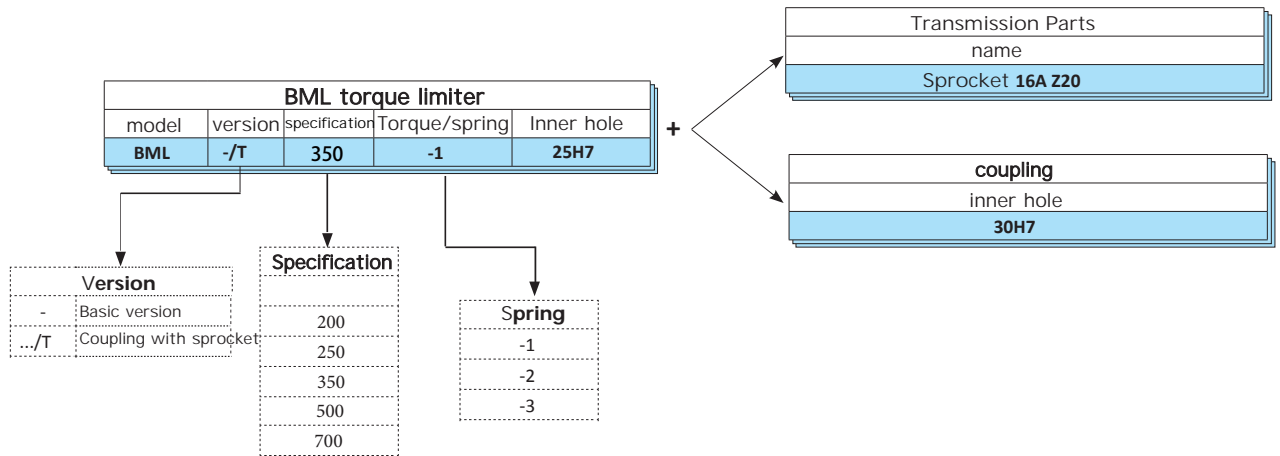 Transmission Parts
name
Sprocket 16A Z20
BML torque limiter
model version specification Torque/spring Inner hole
BML -/T 350 -1 25H7
+
coupling
inner hole
30H7
Version
- Basic version
.../T Coupling with sprocket
Specification
200
250
350
500
700
Spring
-1
-2
-3